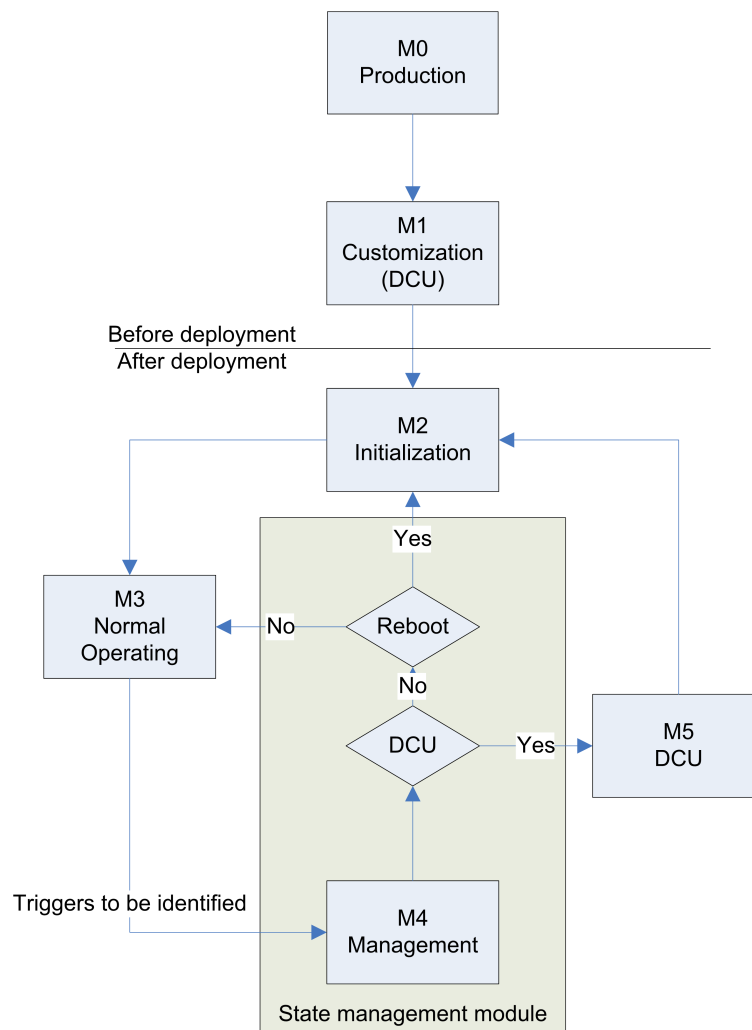 M0
Production
M1
Customization
(DCU)
Before deployment
After deployment
M2
Initialization
Yes
M3
Normal
Operating
No
Reboot
No
DCU
Yes
M5
DCU
Triggers to be identified
M4
Management
State management module